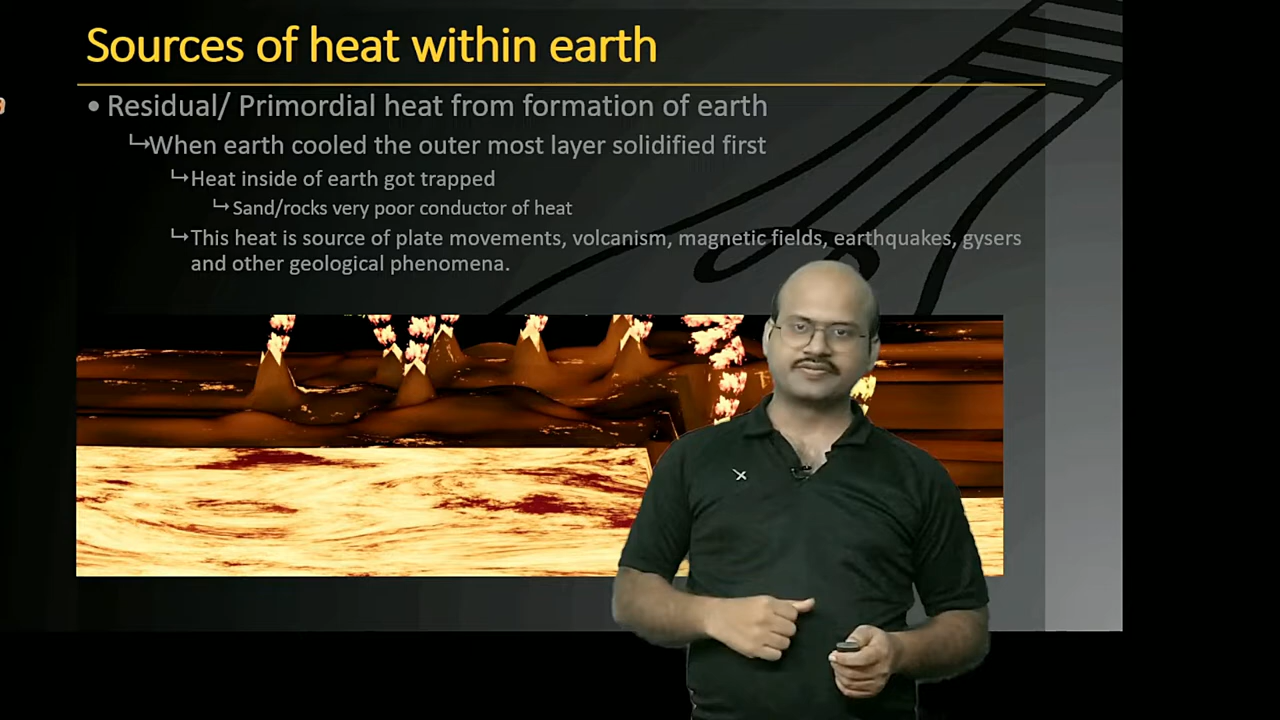 Sources of heat within earth
• Residual/ Primordial heat from formation of earth
↪When earth cooled the outer most layer solidified first
↪Heat inside of earth got trapped
↪Sand/rocks very poor conductor of heat
↪This heat is source of plate movements, volcanism, magnetic fields, earthquakes, gysers
and other geological phenomena.